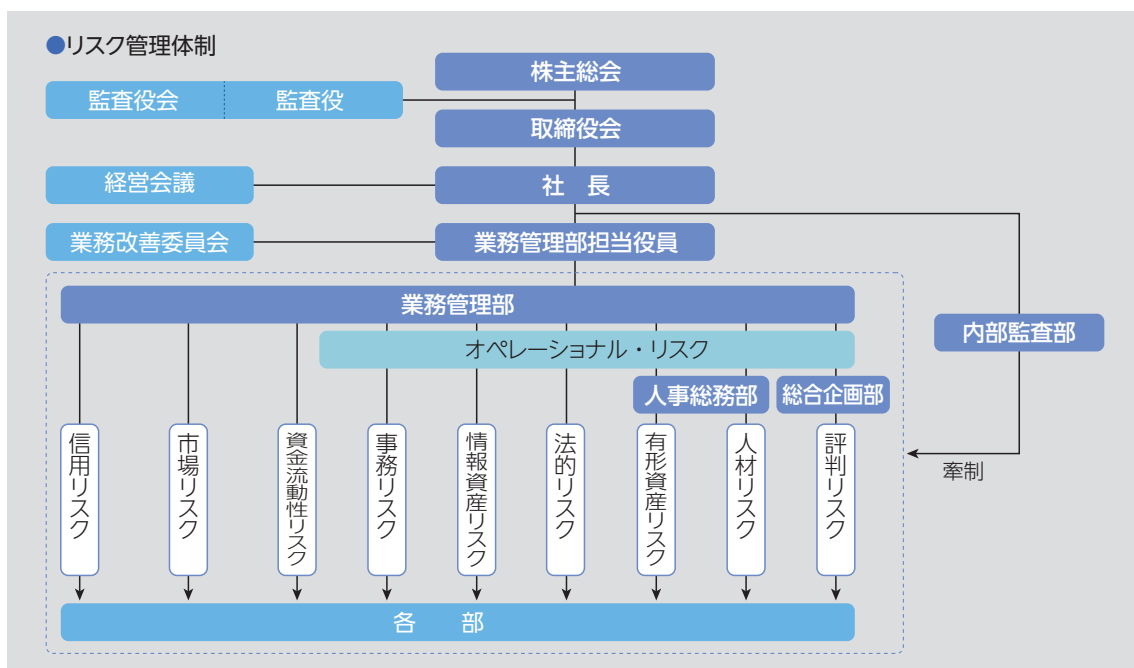 ●リスク管理体制
株主総会
監査役会 監査役
取締役会
経営会議
社 長
業務改善委員会
業務管理部担当役員
業務管理部
内部監査部
オペレーショナル・リスク
人事総務部
総合企画部
信用リスク
市場リスク
資金流動性リスク
事務リスク
情報資産リスク
法的リスク
有形資産リスク
人材リスク
評判リスク
牽制
各 部